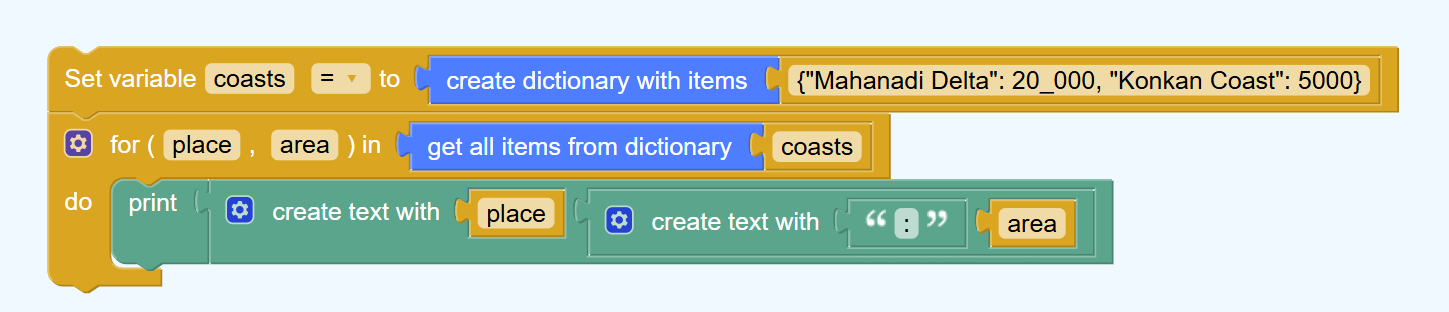 Set variable coasts = to create dictionary with items {"Mahanadi Delta": 20_000, "Konkan Coast": 5000}
for ( place , area ) in get all items from dictionary coasts
do print create text with place create text with “ : ” area